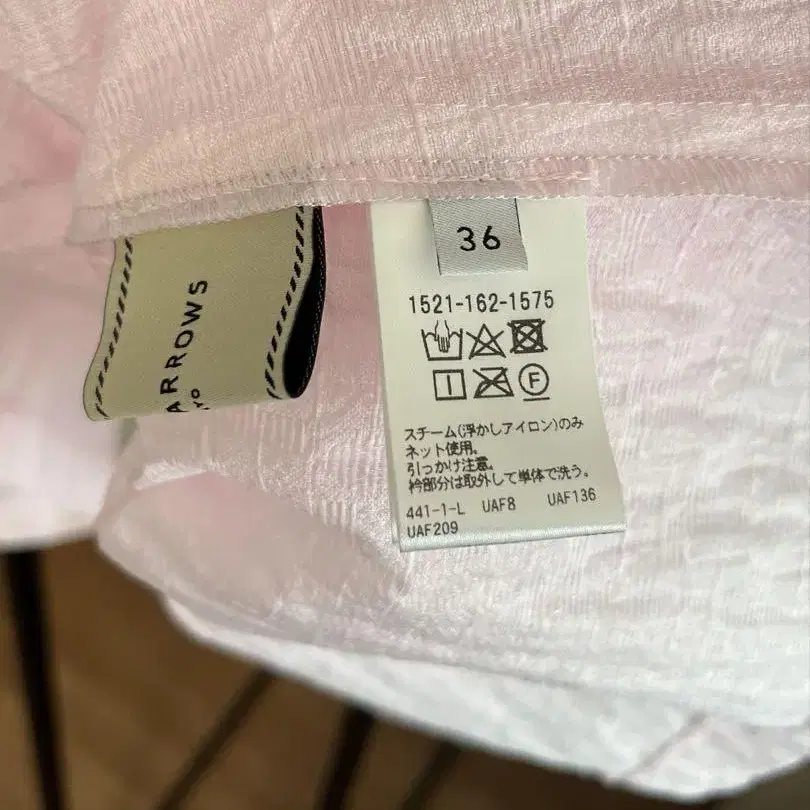 ARROWS
36
1521-162-1575
F
スチーム(浮かしアイロン)のみ
ネット使用。
引っかけ注意。
衿部分は取外して単体で洗う。
441-1-L UAF8 UAF136
UAF209